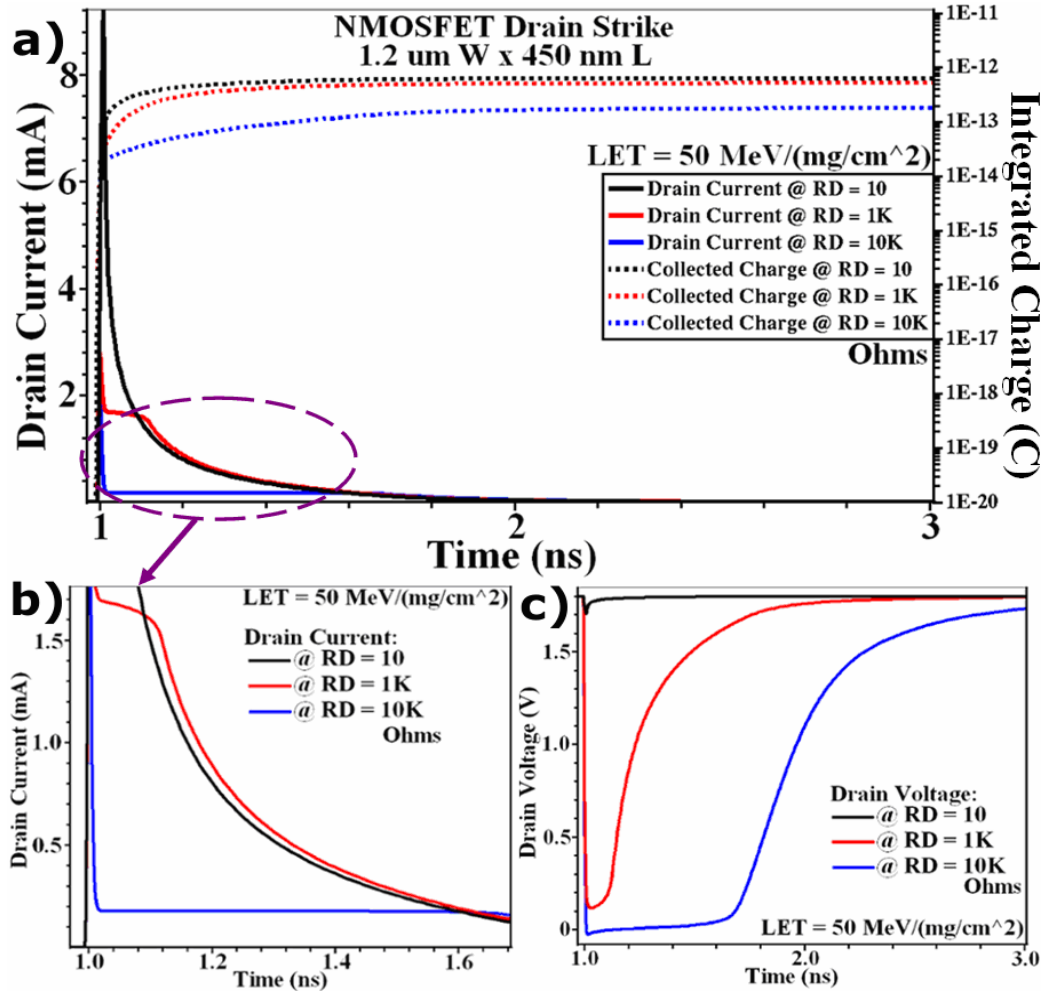 a)
NMOSFET Drain Strike
1.2 um W x 450 nm L
LET = 50 MeV/(mg/cm^2)
Drain Current @ RD = 10
Drain Current @ RD = 1K
Drain Current @ RD = 10K
Collected Charge @ RD = 10
Collected Charge @ RD = 1K
Collected Charge @ RD = 10K
Ohms
Drain Current (mA)
8
6
4
2
Integrated Charge (C)
1E-11
1E-12
1E-13
1E-14
1E-15
1E-16
1E-17
1E-18
1E-19
1E-20
1
2
3
Time (ns)
b)
LET = 50 MeV/(mg/cm^2)
Drain Current:
@ RD = 10
@ RD = 1K
@ RD = 10K
Ohms
Drain Current (mA)
1.5
1.0
0.5
1.0
1.2
1.4
1.6
Time (ns)
c)
Drain Voltage (V)
1.5
1
0.5
0
Drain Voltage:
@ RD = 10
@ RD = 1K
@ RD = 10K
Ohms
LET = 50 MeV/(mg/cm^2)
1.0
2.0
3.0
Time (ns)